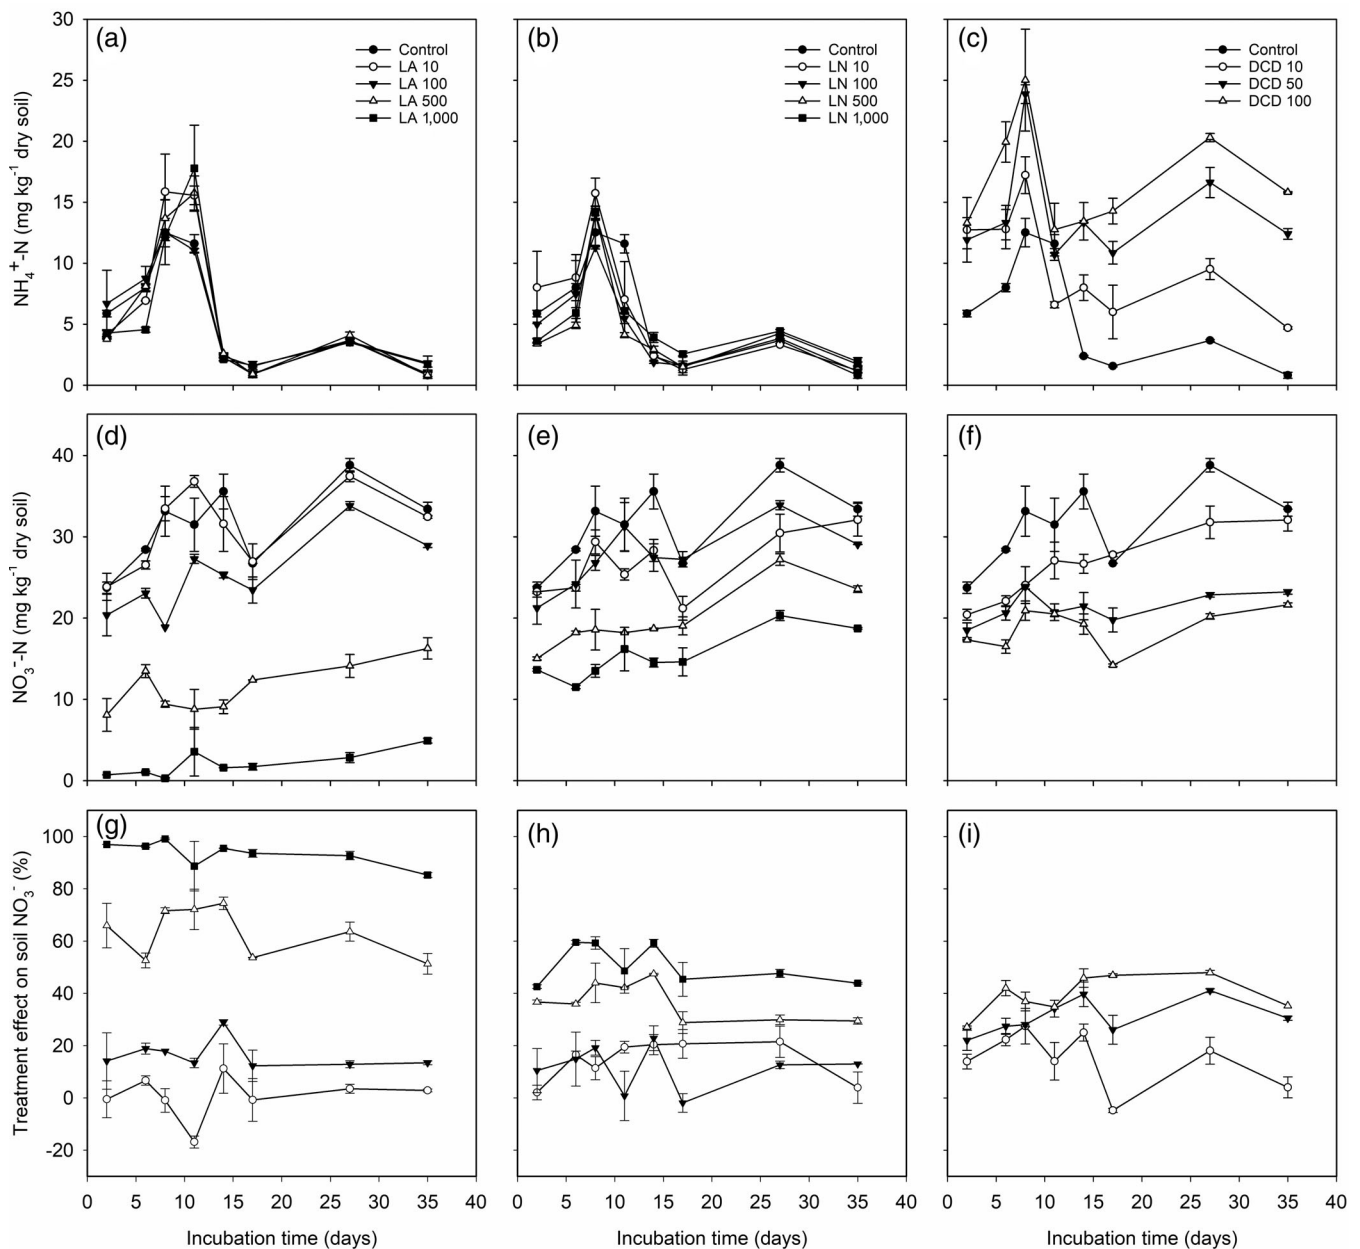 (a)
Control
LA 10
LA 100
LA 500
LA 1,000
30
25
20
15
10
5
0
NH₄⁺-N (mg kg⁻¹ dry soil)
(b)
Control
LN 10
LN 100
LN 500
LN 1,000
(c)
Control
DCD 10
DCD 50
DCD 100
(d)
40
30
20
10
0
NO₃⁻-N (mg kg⁻¹ dry soil)
(e)
(f)
(g)
100
80
60
40
20
0
-20
Treatment effect on soil NO₃⁻ (%)
(h)
(i)
0 5 10 15 20 25 30 35 40
0 5 10 15 20 25 30 35 40
0 5 10 15 20 25 30 35 40
Incubation time (days)
Incubation time (days)
Incubation time (days)